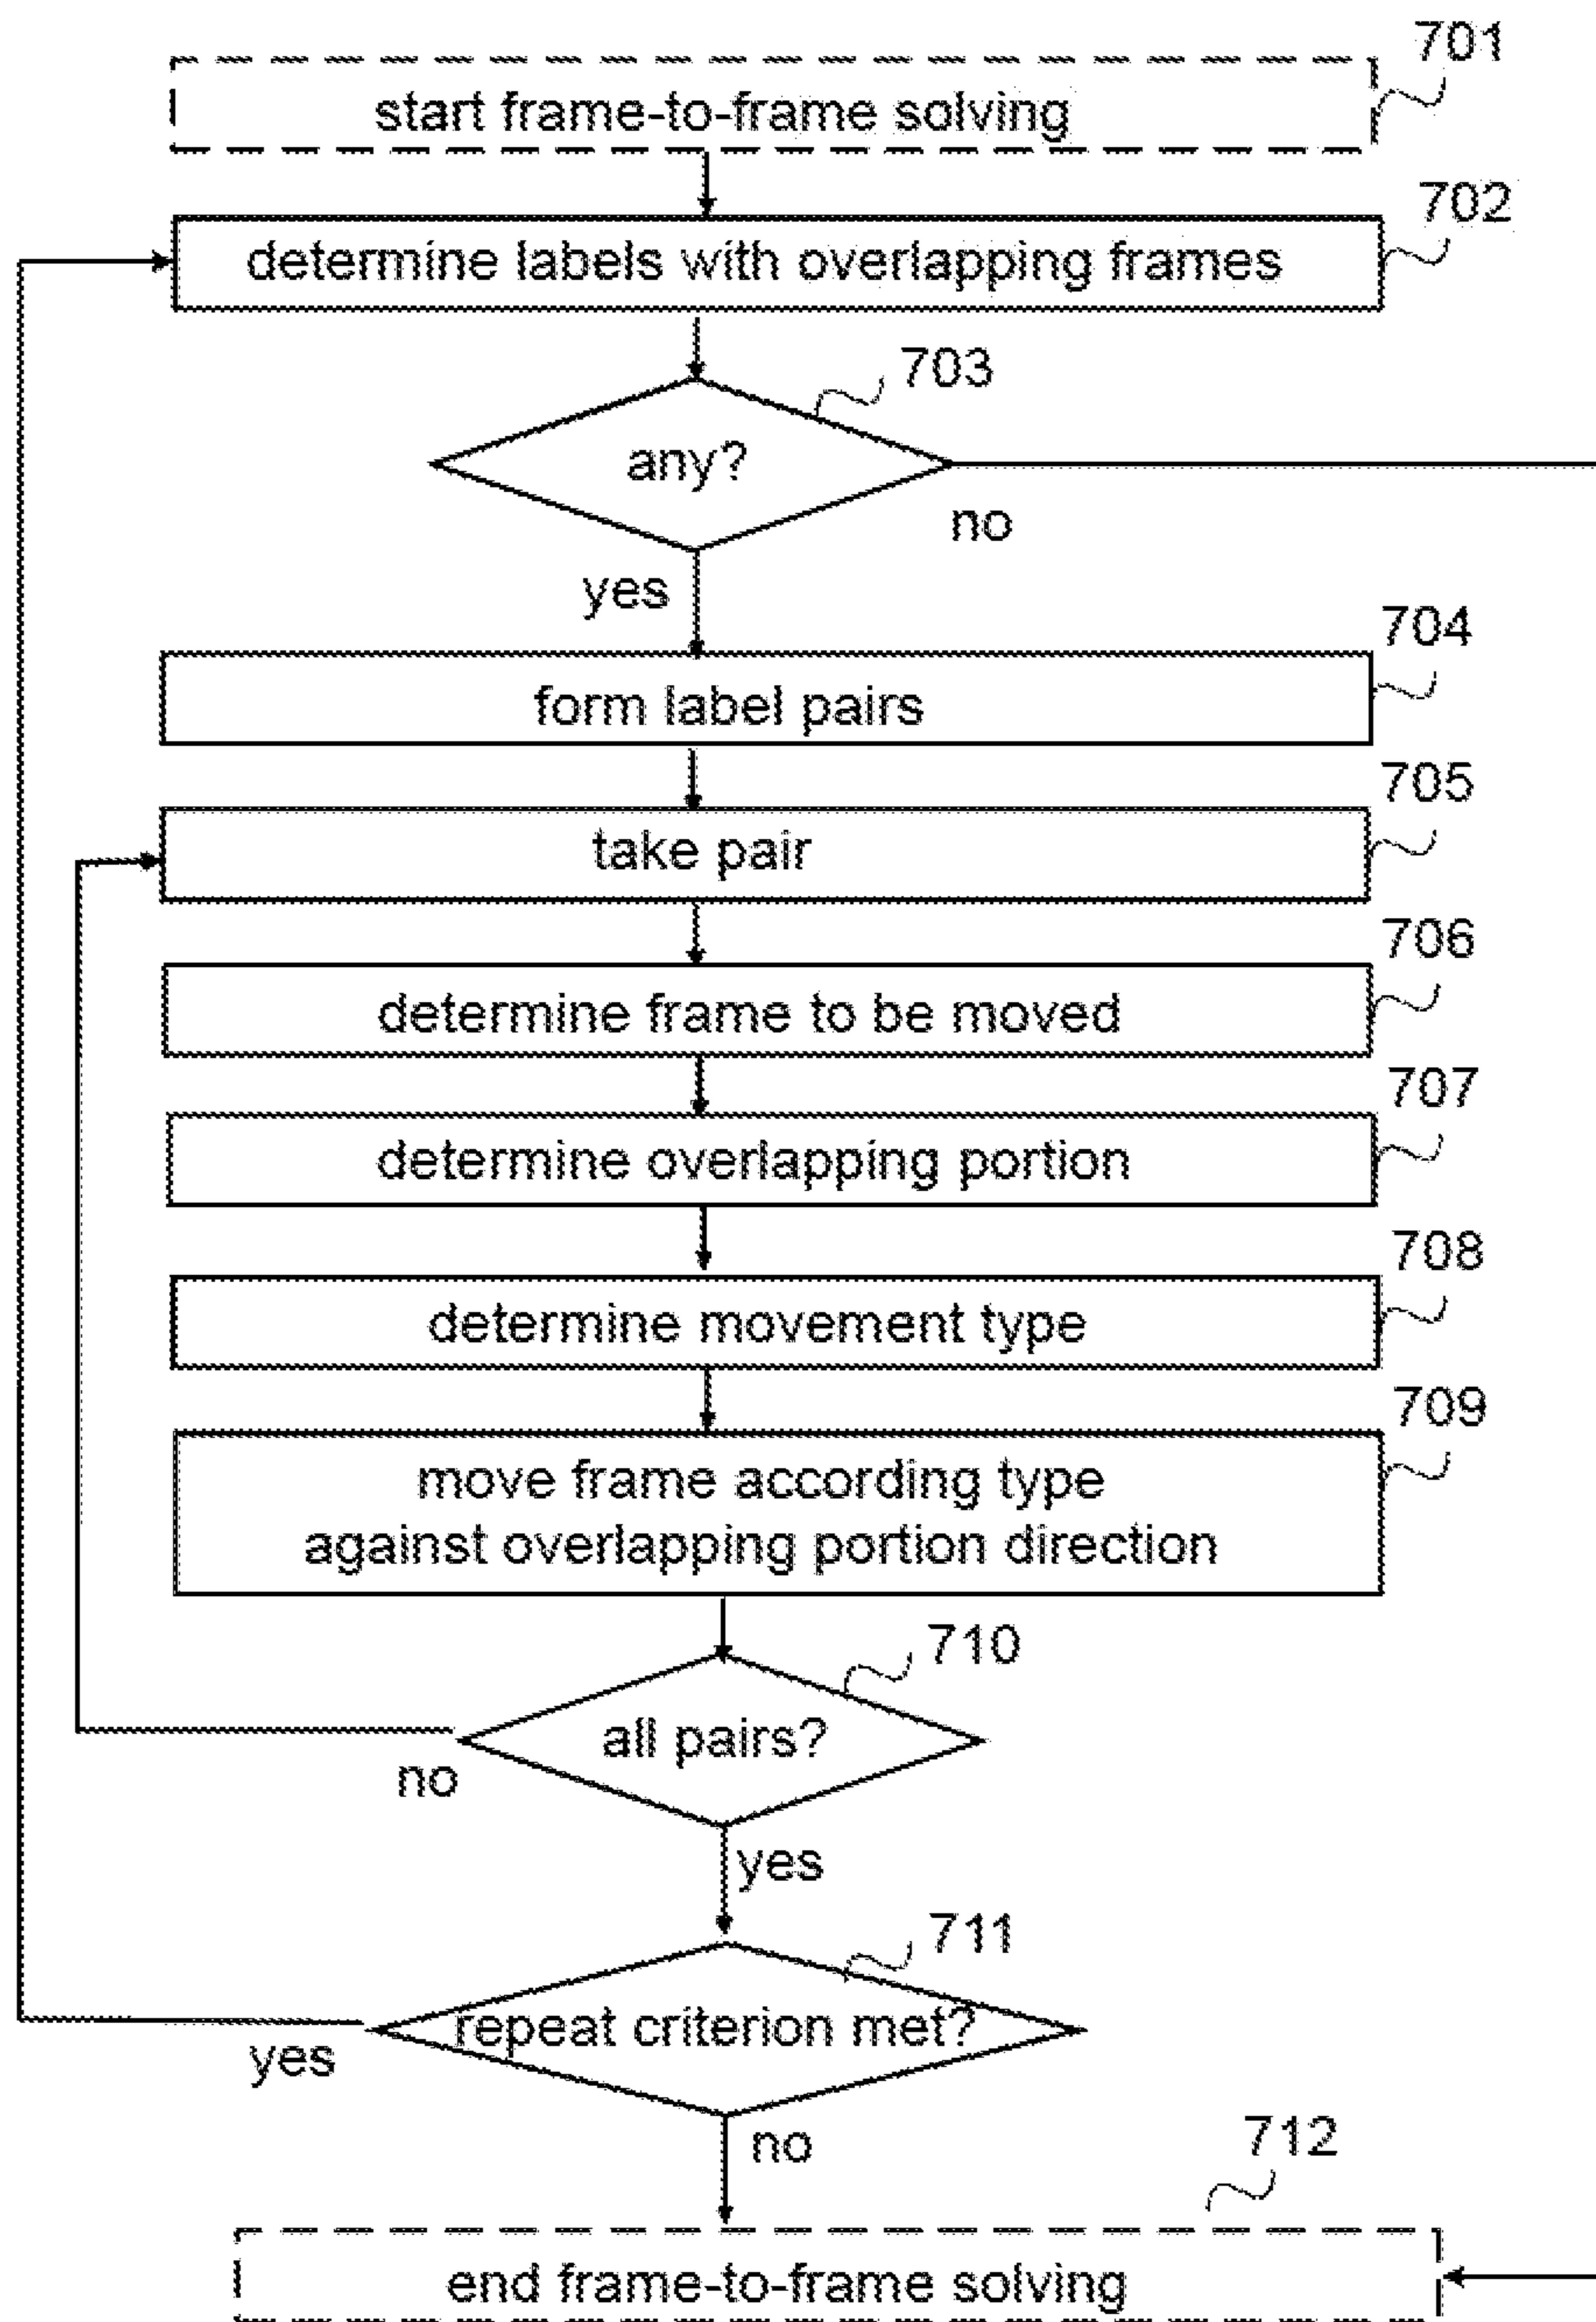 701
start frame-to-frame solving
702
determine labels with overlapping frames
703
any?
no
yes
704
form label pairs
705
take pair
706
determine frame to be moved
707
determine overlapping portion
708
determine movement type
709
move frame according type
against overlapping portion direction
710
all pairs?
no
yes
711
repeat criterion met?
yes
no
712
end frame-to-frame solving